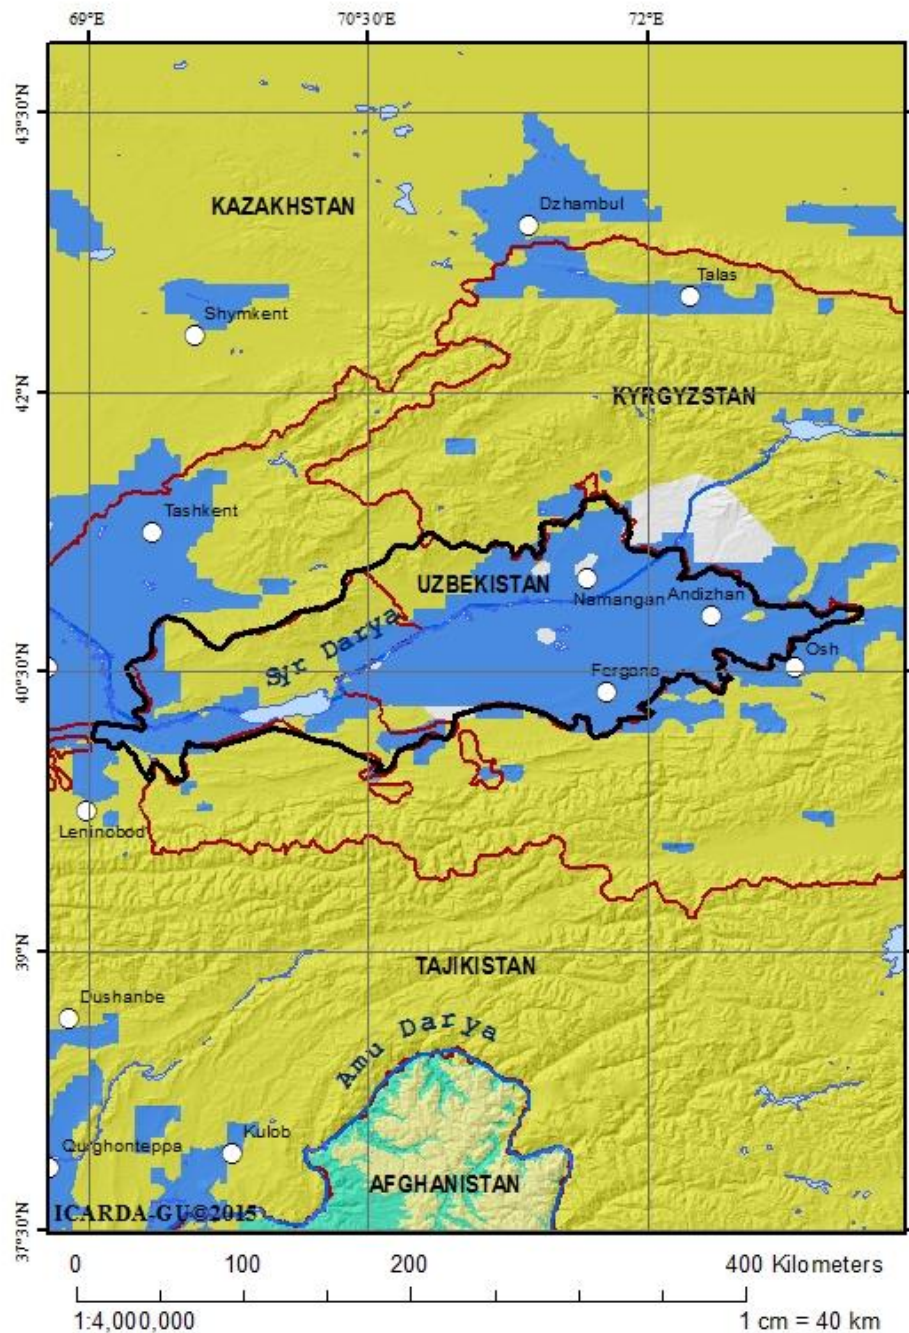 69°E
70°30'E
72°E
43°30'N
KAZAKHSTAN
Dzhambul
Talas
Shymkent
42°N
KYRGYZSTAN
Tashkent
UZBEKISTAN
Namangan
Andizhan
Syr Darya
40°30'N
Osh
Fergana
Leninobod
39°N
TAJIKISTAN
Dushanbe
Amu Darya
Kulob
Qurghonteppa
AFGHANISTAN
ICARDA-GU©2015
37°30'N
0 100 200 400 Kilometers
1:4,000,000 1 cm = 40 km